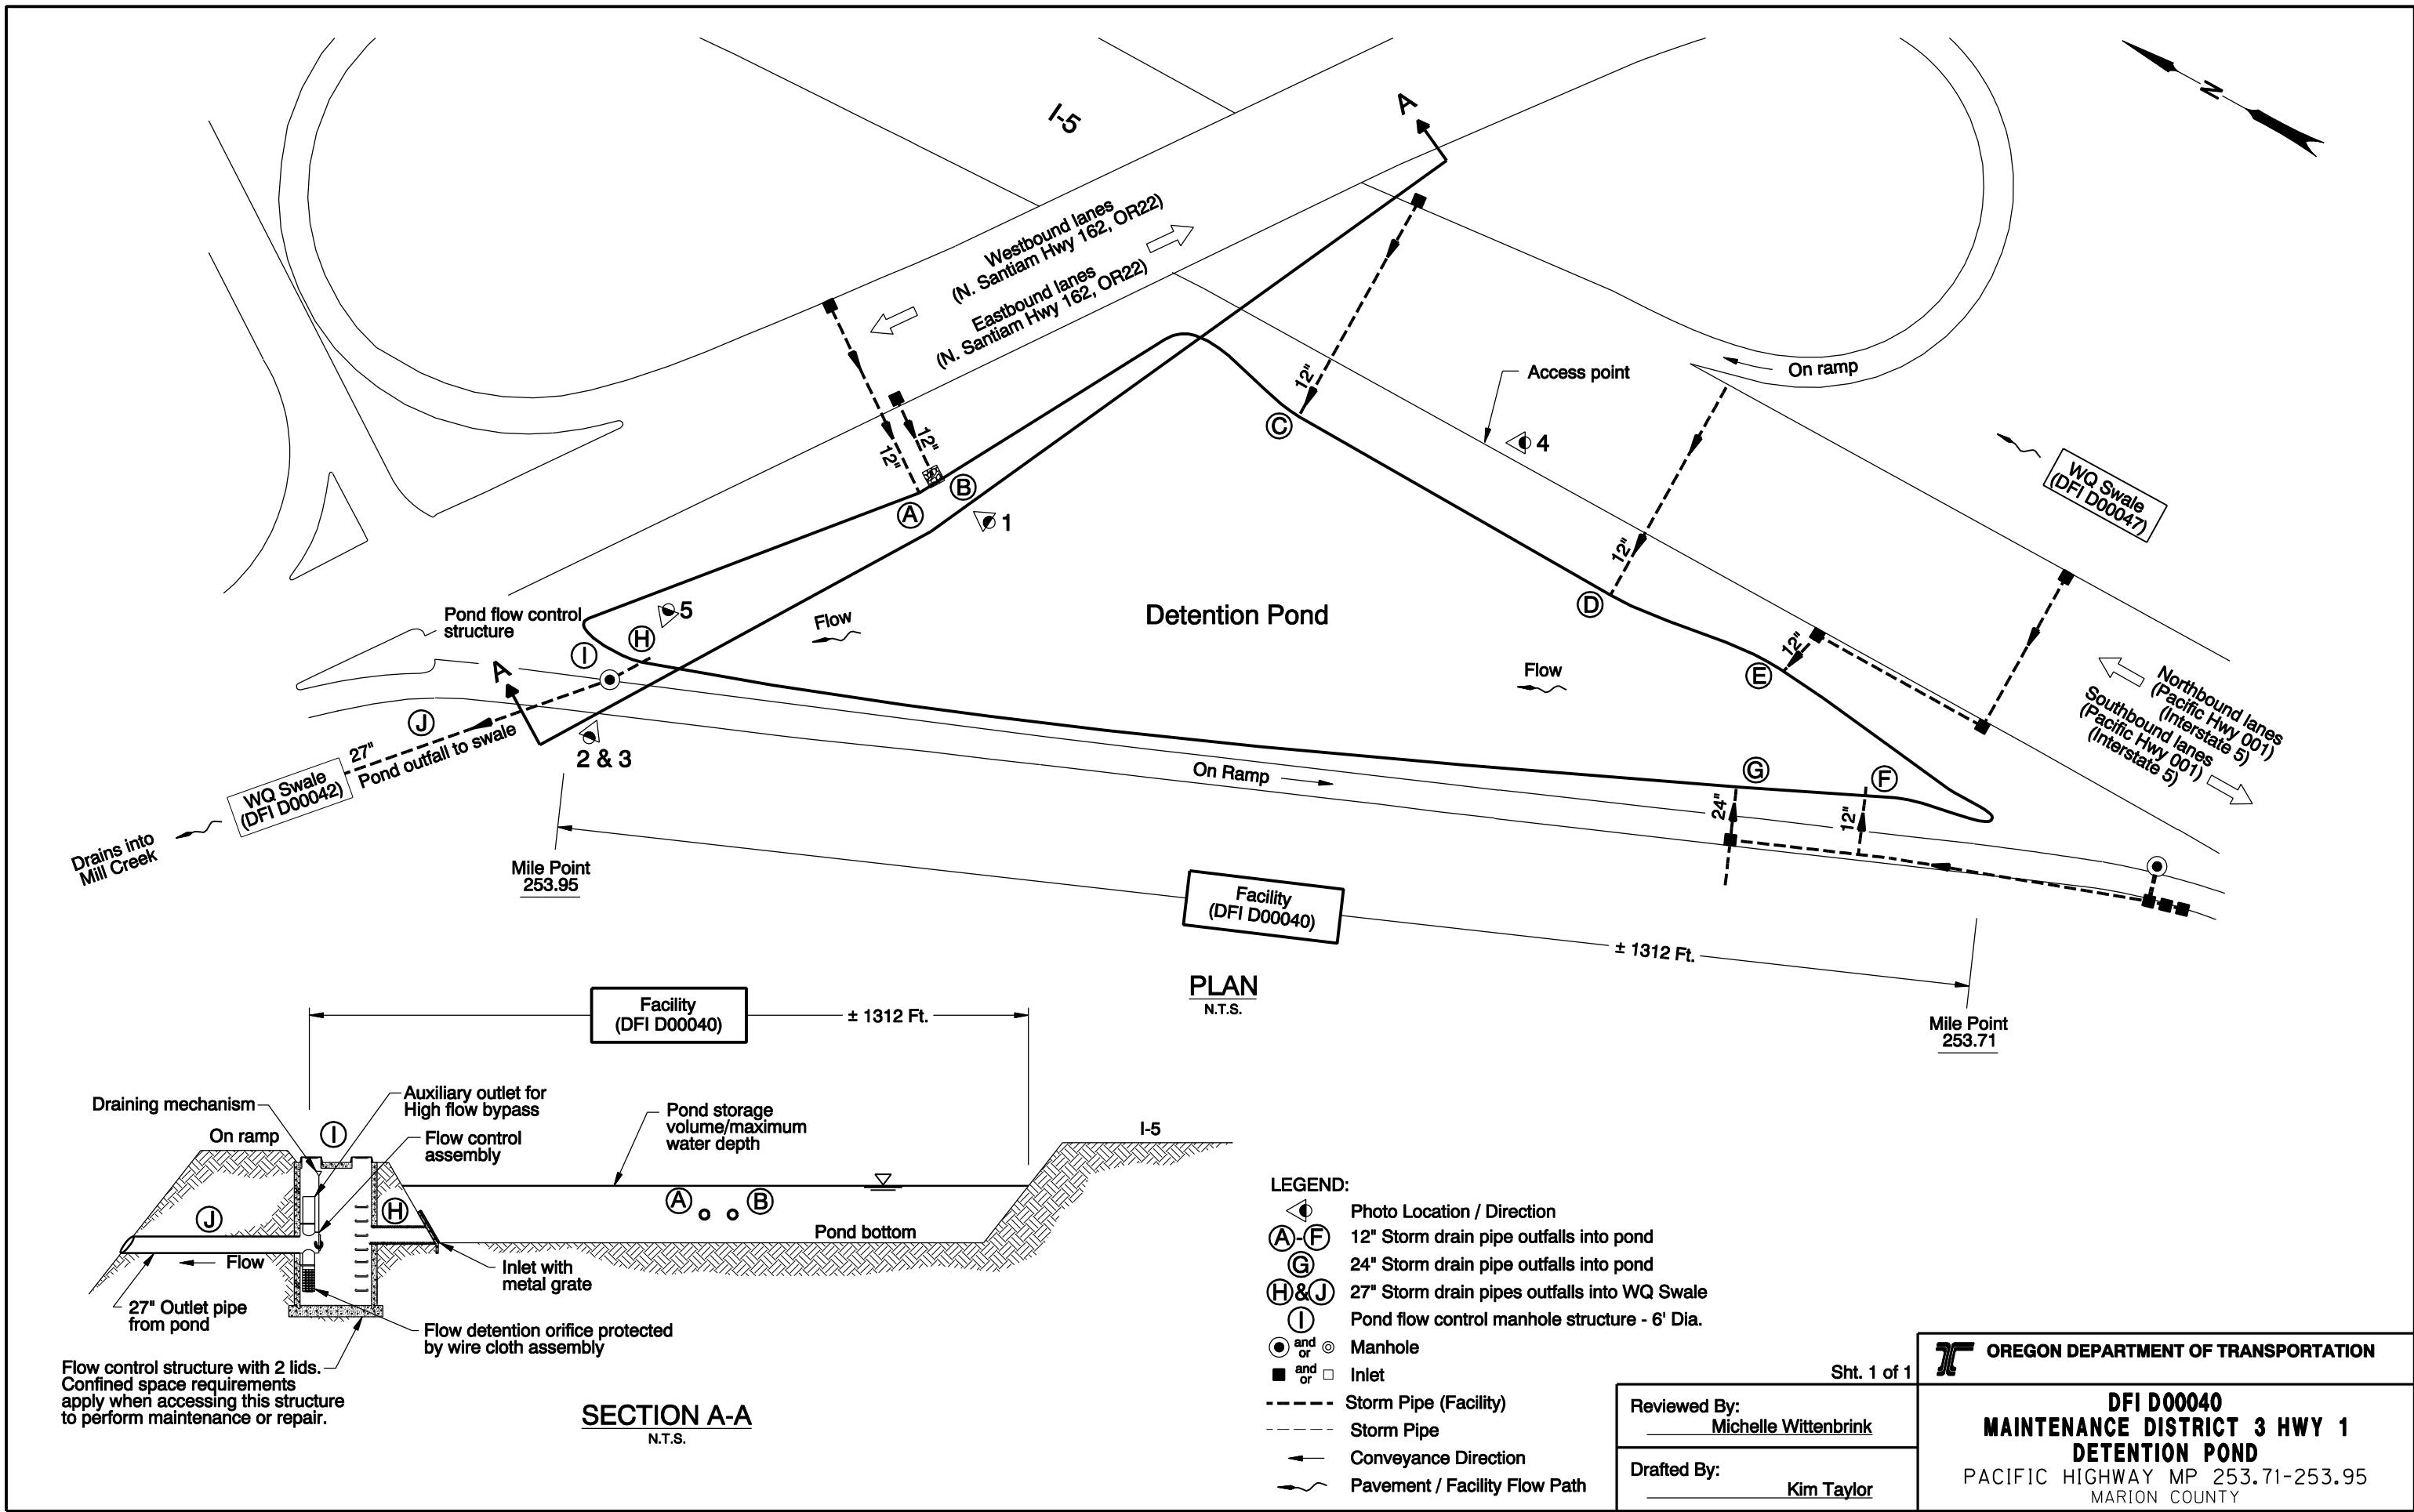 I-5
A
N
Westbound lanes
(N. Santiam Hwy 162, OR22)
Eastbound lanes
(N. Santiam Hwy 162, OR22)
12"
12"
12"
C
Access point
4
On ramp
WQ Swale
(DFI D00047)
B
A
1
12"
D
Detention Pond
Flow
Flow
Pond flow control
structure
5
H
I
A
J
27"
Pond outfall to swale
2 & 3
WQ Swale
(DFI D00042)
Drains into
Mill Creek
12"
E
Northbound lanes
(Pacific Hwy 001)
(Interstate 5)
Southbound lanes
(Pacific Hwy 001)
(Interstate 5)
On Ramp
G
F
24"
12"
Mile Point
253.95
Facility
(DFI D00040)
± 1312 Ft.
Mile Point
253.71
PLAN
N.T.S.
Facility
(DFI D00040)
± 1312 Ft.
Draining mechanism
Auxiliary outlet for
High flow bypass
On ramp
I
Flow control
assembly
Pond storage
volume/maximum
water depth
I-5
J
H
A
B
Pond bottom
Flow
Inlet with
metal grate
27" Outlet pipe
from pond
Flow detention orifice protected
by wire cloth assembly
Flow control structure with 2 lids.
Confined space requirements
apply when accessing this structure
to perform maintenance or repair.
SECTION A-A
N.T.S.
LEGEND:
Photo Location / Direction
A-F 12" Storm drain pipe outfalls into pond
G 24" Storm drain pipe outfalls into pond
H&J 27" Storm drain pipes outfalls into WQ Swale
I Pond flow control manhole structure - 6' Dia.
and or Manhole
and or Inlet
Storm Pipe (Facility)
Storm Pipe
Conveyance Direction
Pavement / Facility Flow Path
Sht. 1 of 1
Reviewed By:
Michelle Wittenbrink
Drafted By:
Kim Taylor
OREGON DEPARTMENT OF TRANSPORTATION
DFI D00040
MAINTENANCE DISTRICT 3 HWY 1
DETENTION POND
PACIFIC HIGHWAY MP 253.71-253.95
MARION COUNTY